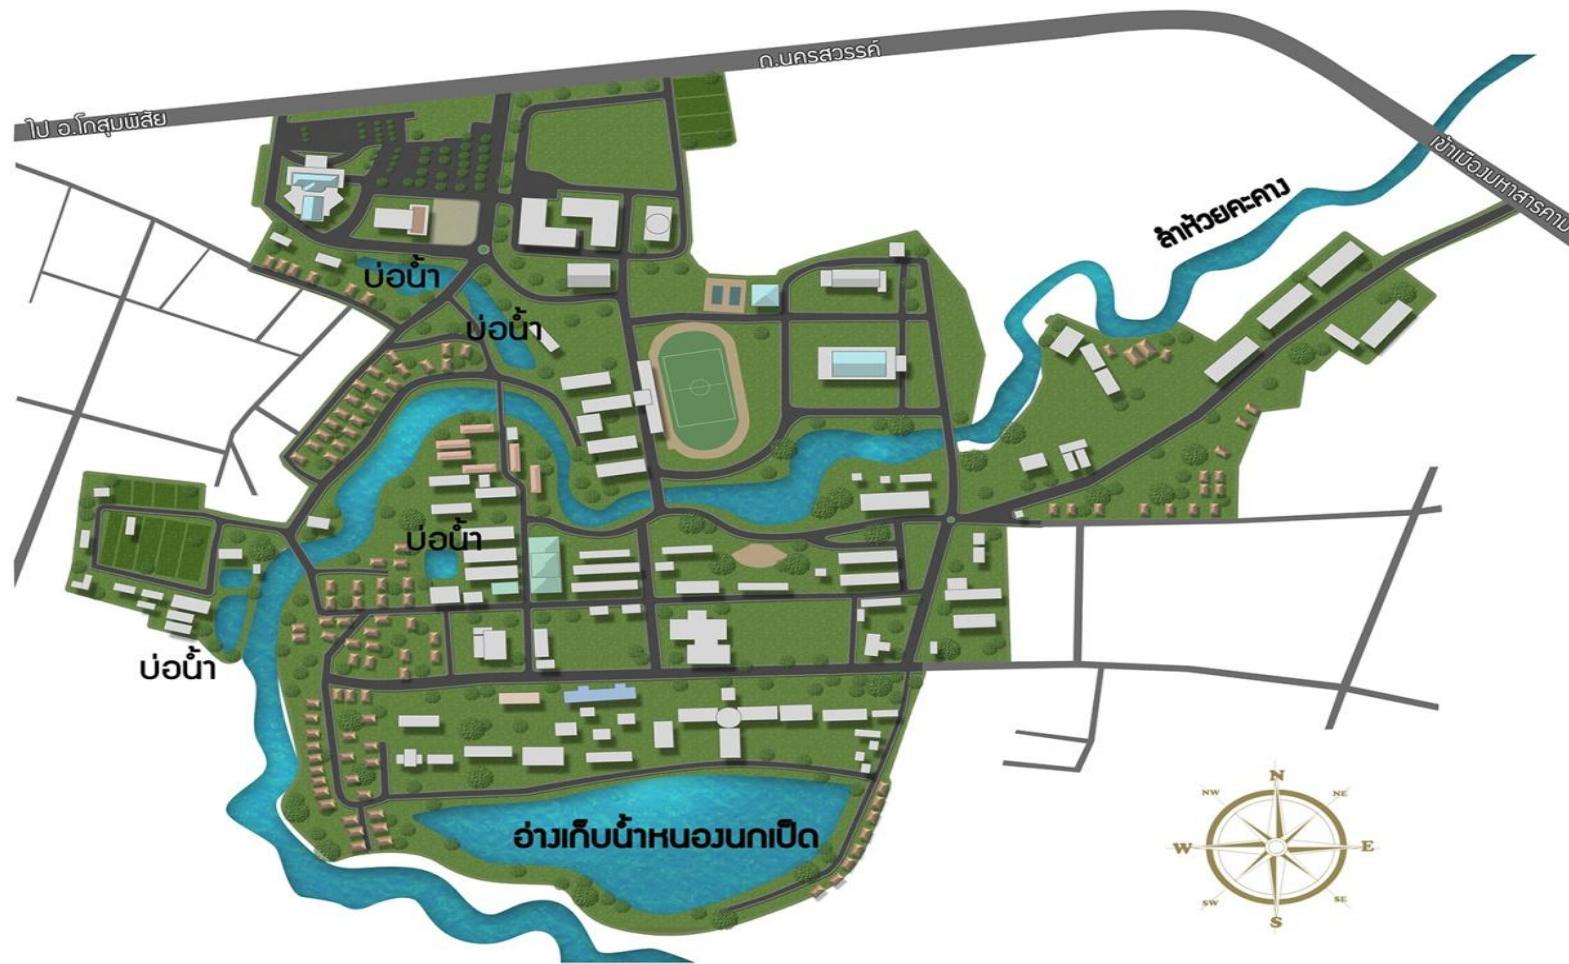 ถ.นครสวรรค์
ไป อ.โกสุมพิสัย
เข้าเมืองมหาสารคาม
ลำห้วยคะคาง
บ่อน้ำ
บ่อน้ำ
บ่อน้ำ
บ่อน้ำ
อ่างเก็บน้ำหนองนกเป็ด
N
NW
NE
W
E
SW
SE
S